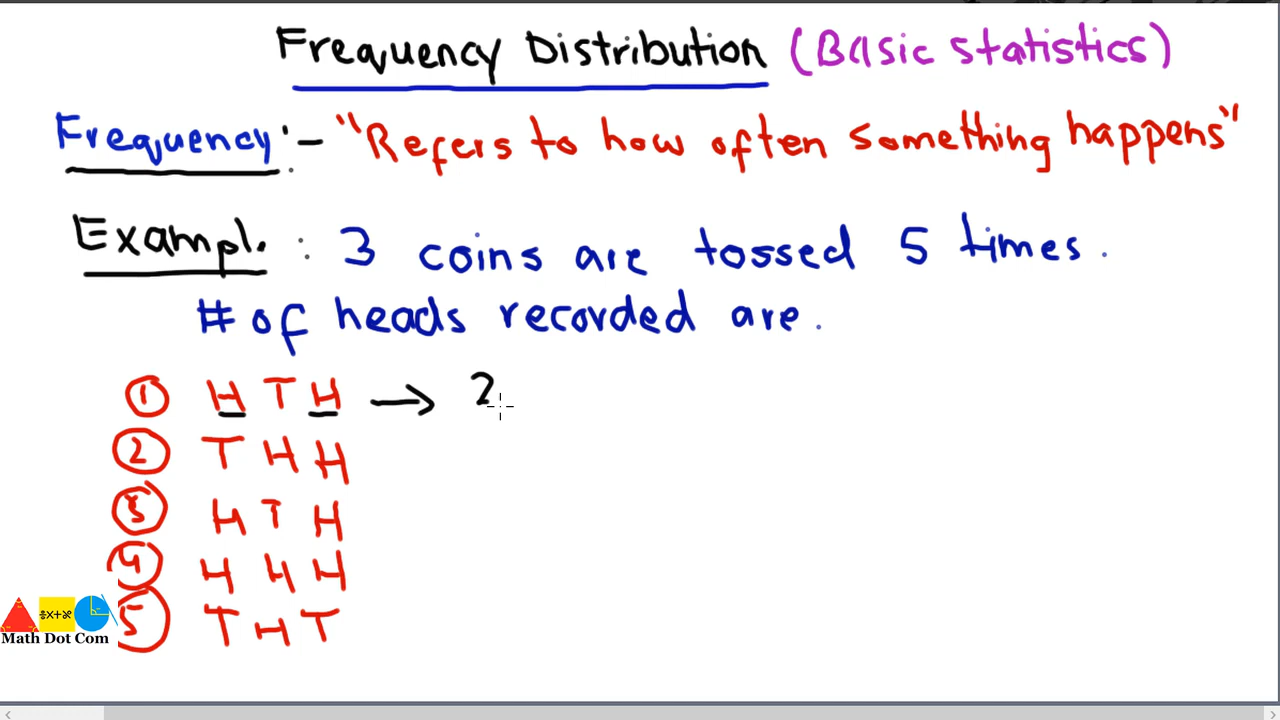 Frequency Distribution (Basic Statistics)
Frequency :- "Refers to how often something happens"
Exampl. : 3 coins are tossed 5 times.
# of heads recorded are.
① H T H → 2
② T H H
③ H T H
④ H H H
⑤ T H T
Math Dot Com